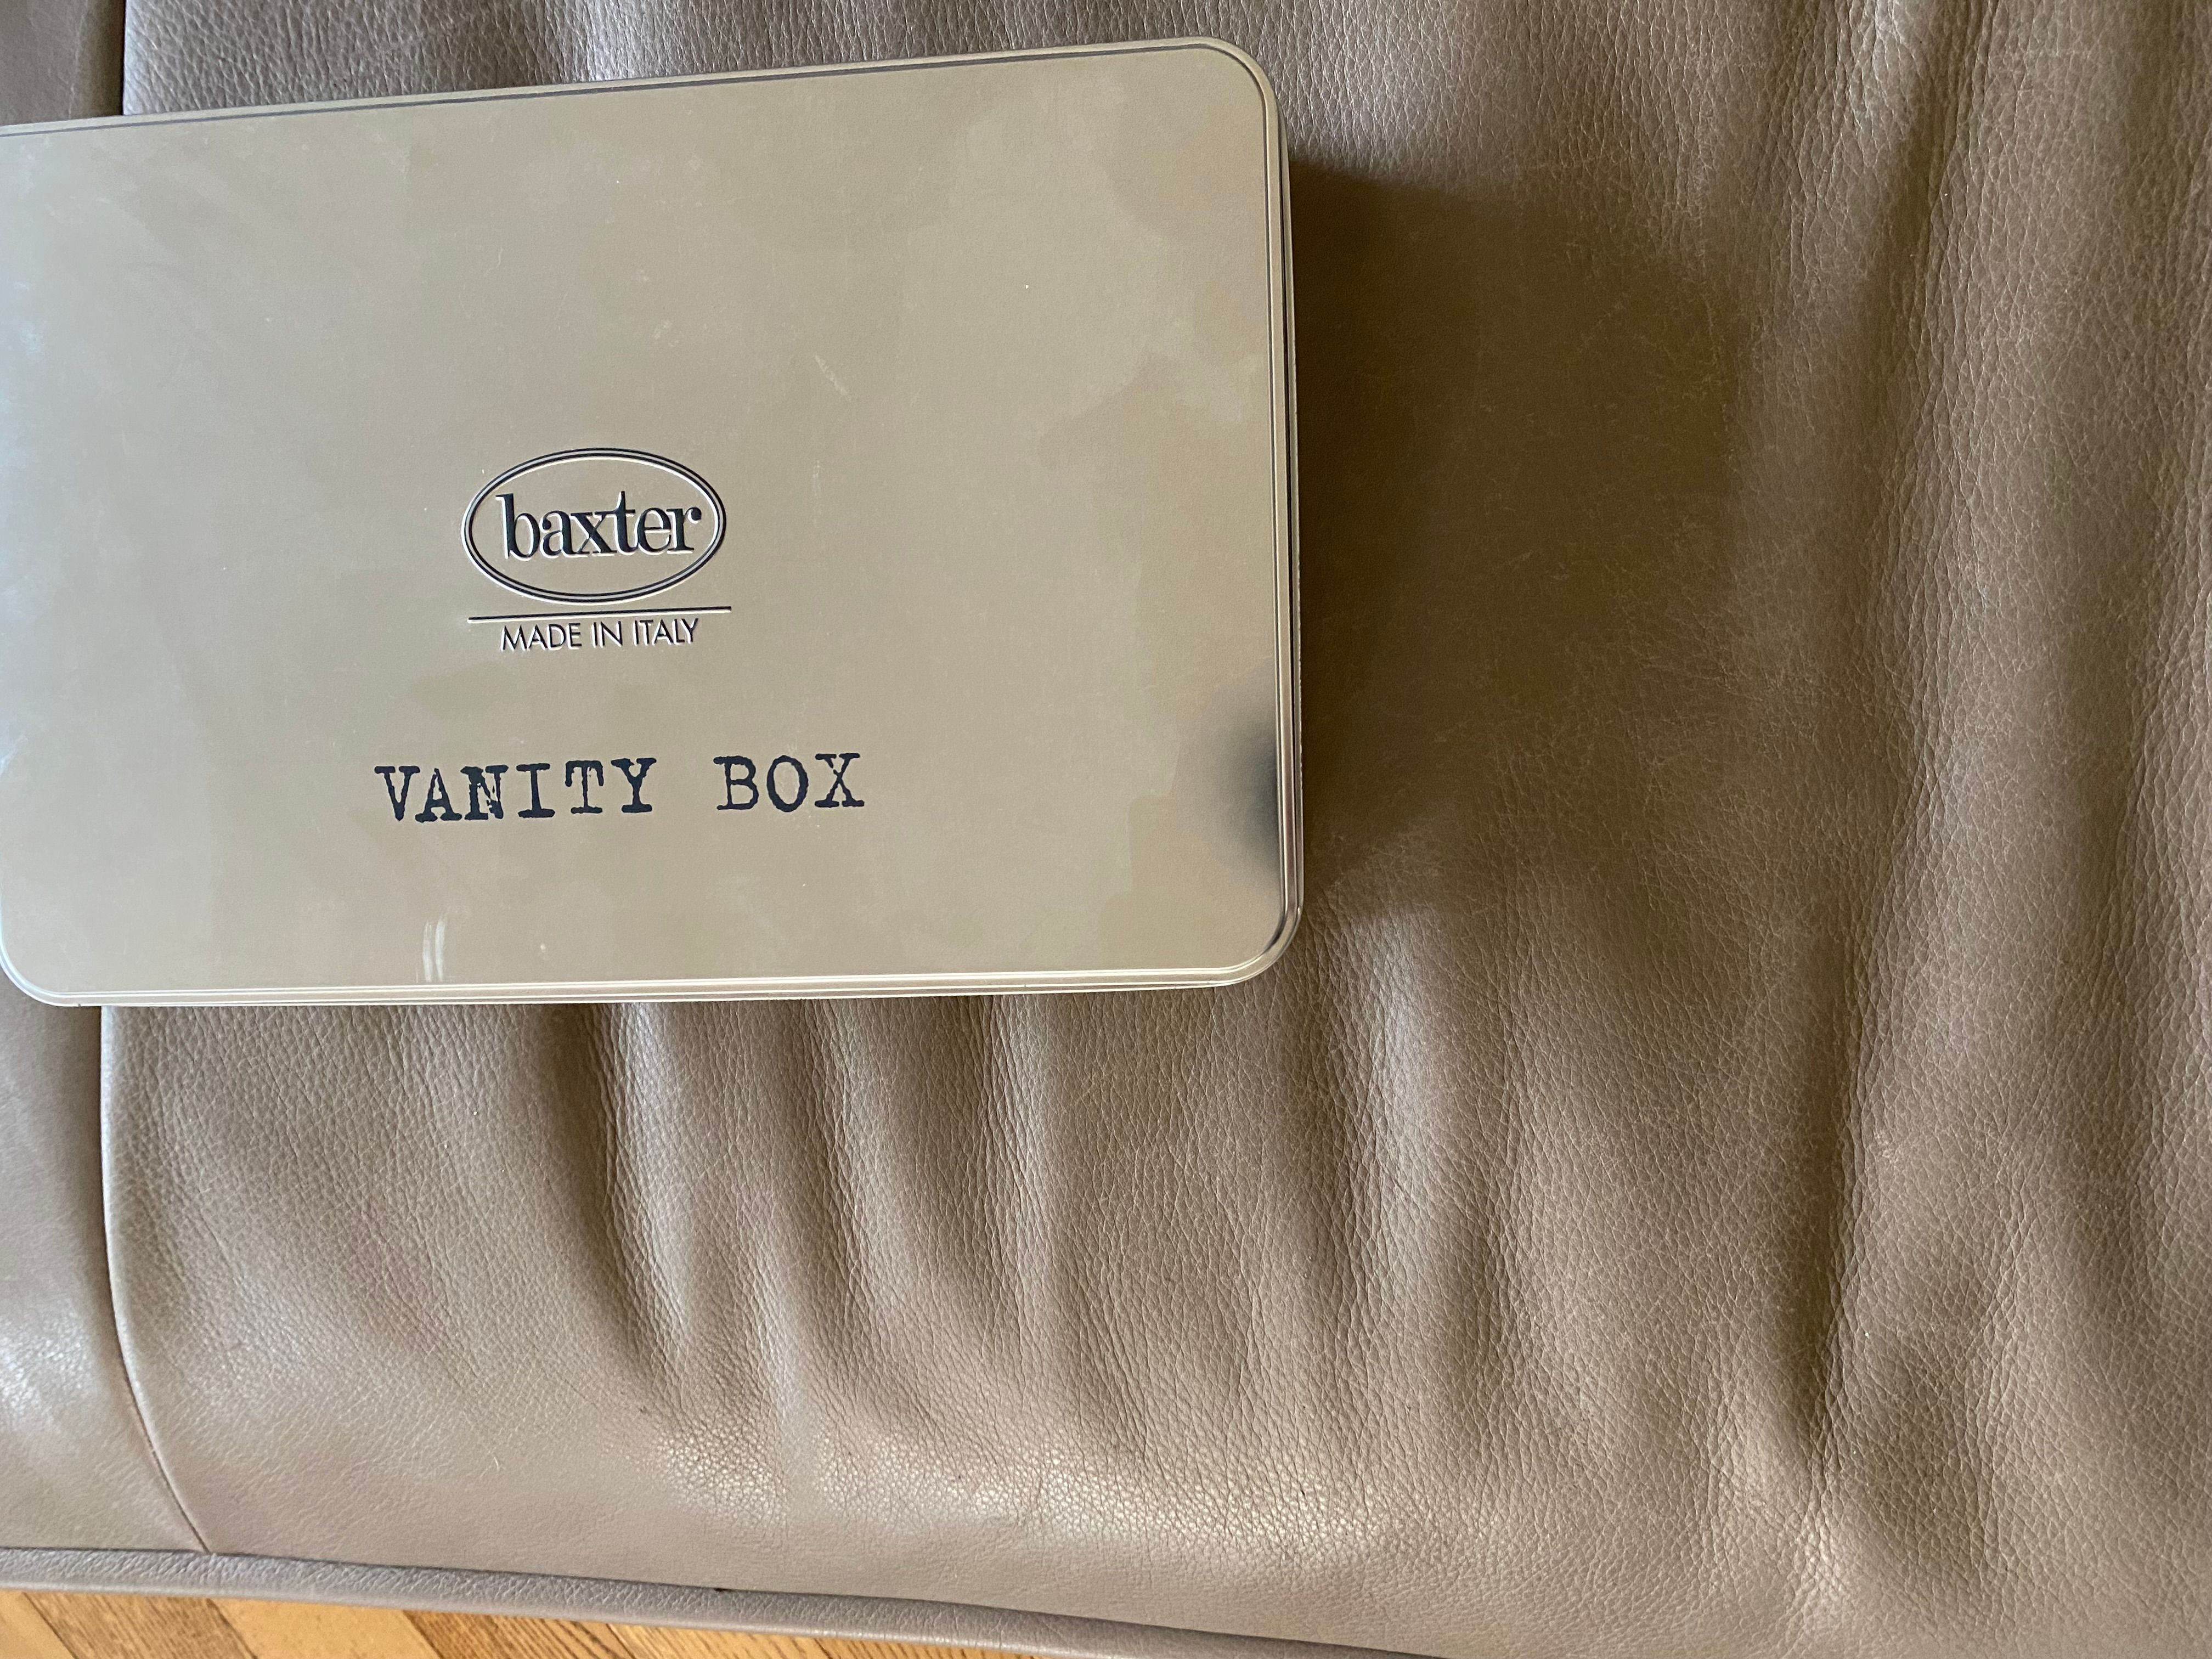 baxter
MADE IN ITALY
VANITY BOX